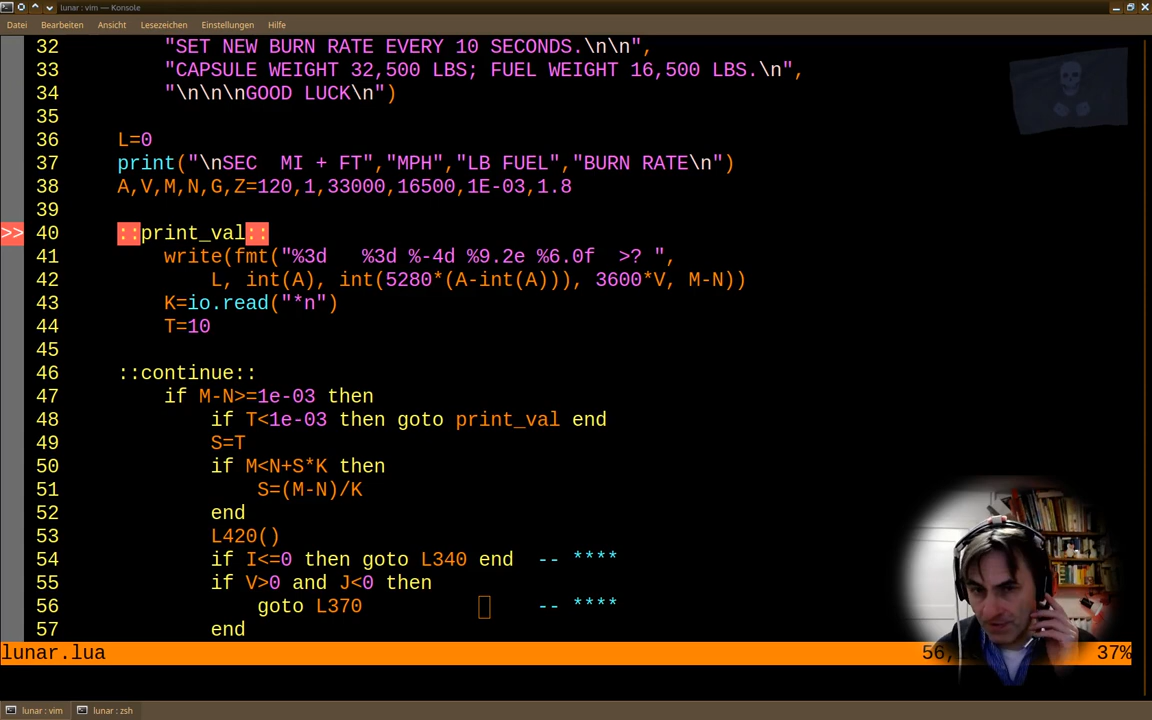 lunar : vim — Konsole
Datei Bearbeiten Ansicht Lesezeichen Einstellungen Hilfe
32         "SET NEW BURN RATE EVERY 10 SECONDS.\n\n",
33         "CAPSULE WEIGHT 32,500 LBS; FUEL WEIGHT 16,500 LBS.\n",
34         "\n\n\nGOOD LUCK\n")
35
36     L=0
37     print("\nSEC  MI + FT","MPH","LB FUEL","BURN RATE\n")
38     A,V,M,N,G,Z=120,1,33000,16500,1E-03,1.8
39
>> 40     ::print_val::
41         write(fmt("%3d   %3d %-4d %9.2e %6.0f  >? ",
42             L, int(A), int(5280*(A-int(A))), 3600*V, M-N))
43         K=io.read("*n")
44         T=10
45
46     ::continue::
47         if M-N>=1e-03 then
48             if T<1e-03 then goto print_val end
49             S=T
50             if M<N+S*K then
51                 S=(M-N)/K
52             end
53             L420()
54             if I<=0 then goto L340 end  -- ****
55             if V>0 and J<0 then
56                 goto L370               -- ****
57             end
lunar.lua 56, 37%
lunar : vim lunar : zsh